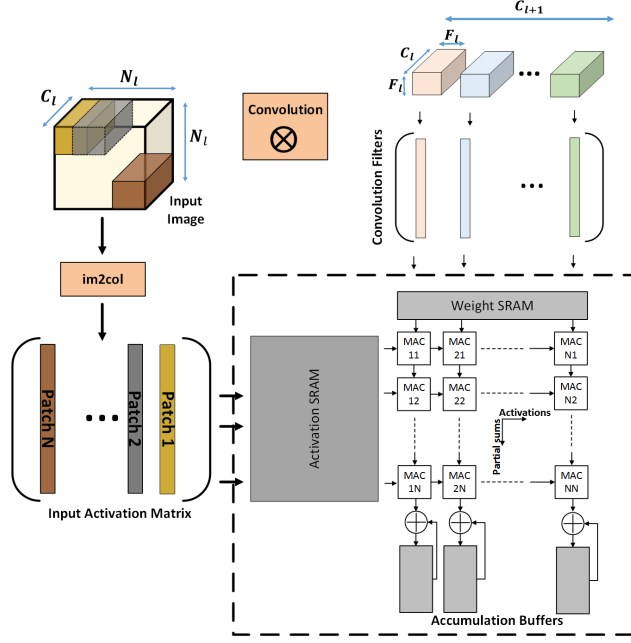 C_{l+1}
C_l
F_l
F_l
N_l
C_l
N_l
Convolution
⊗
Input
Image
Convolution Filters
•••
•••
im2col
Weight SRAM
Activation SRAM
MAC
11
MAC
21
MAC
N1
MAC
12
MAC
22
MAC
N2
Activations
Partial sums
MAC
1N
MAC
2N
MAC
NN
Patch N
•••
Patch 2
Patch 1
Input Activation Matrix
Accumulation Buffers